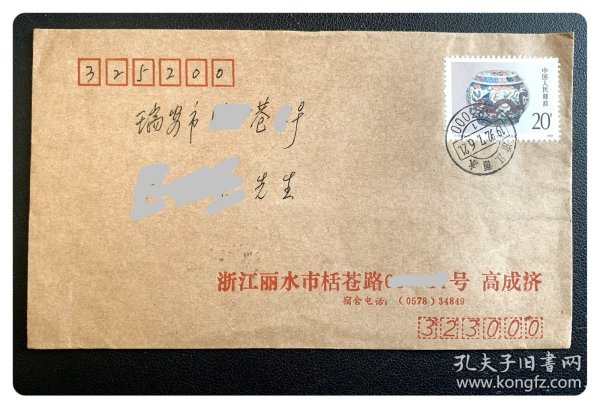 325200
中国人民邮政
20分
瑞安市 巷 号
先生
浙江丽水市栝苍路 号 高成挤
宿舍电话：（0578）34849
323000
孔夫子旧书网
www.kongfz.com